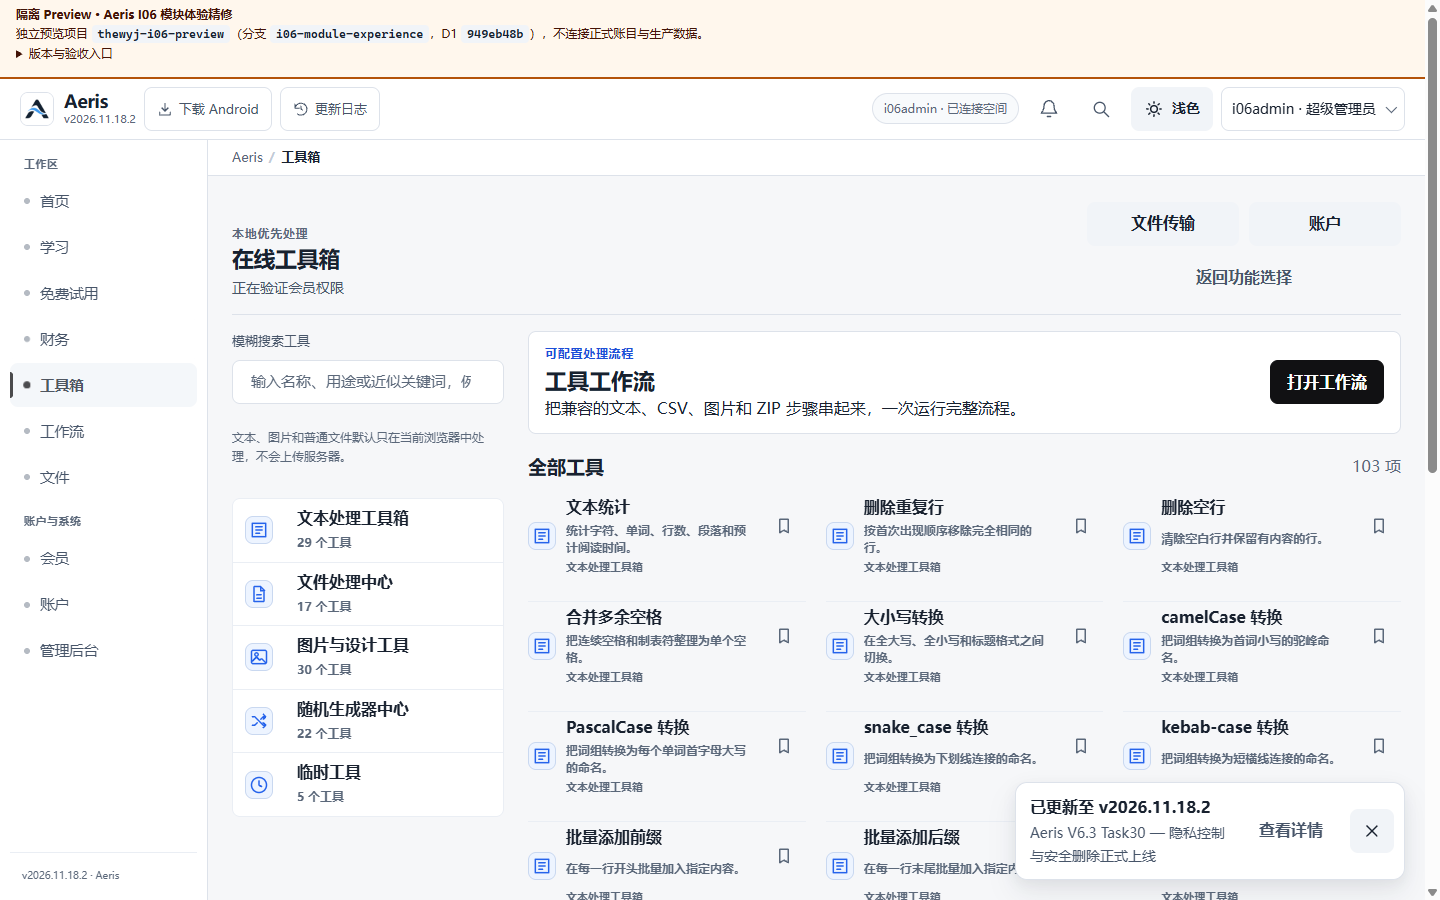 隔离 Preview • Aeris I06 模块体验精修
独立预览项目 thewyj-i06-preview （分支 i06-module-experience ，D1 949eb48b ），不连接正式账目与生产数据。
版本与验收入口
Aeris
v2026.11.18.2
下载 Android
更新日志
i06admin · 已连接空间
浅色
i06admin · 超级管理员
工作区
首页
学习
免费试用
财务
工具箱
工作流
文件
账户与系统
会员
账户
管理后台
v2026.11.18.2 · Aeris
Aeris / 工具箱
本地优先处理
在线工具箱
正在验证会员权限
文件传输
账户
返回功能选择
模糊搜索工具
输入名称、用途或近似关键词，例
文本、图片和普通文件默认只在当前浏览器中处
理，不会上传服务器。
文本处理工具箱
29 个工具
文件处理中心
17 个工具
图片与设计工具
30 个工具
随机生成器中心
22 个工具
临时工具
5 个工具
可配置处理流程
工具工作流
把兼容的文本、CSV、图片和 ZIP 步骤串起来，一次运行完整流程。
打开工作流
全部工具
103 项
文本统计
统计字符、单词、行数、段落和预
计阅读时间。
文本处理工具箱
删除重复行
按首次出现顺序移除完全相同的
行。
文本处理工具箱
删除空行
清除空白行并保留有内容的行。
文本处理工具箱
合并多余空格
把连续空格和制表符整理为单个空
格。
文本处理工具箱
大小写转换
在全大写、全小写和标题格式之间
切换。
文本处理工具箱
camelCase 转换
把词组转换为首词小写的驼峰命
名。
文本处理工具箱
PascalCase 转换
把词组转换为每个单词首字母大写
的命名。
文本处理工具箱
snake_case 转换
把词组转换为下划线连接的命名。
文本处理工具箱
kebab-case 转换
把词组转换为短横线连接的命名。
批量添加前缀
在每一行开头批量加入指定内容。
文本处理工具箱
批量添加后缀
在每一行末尾批量加入指定
文本处理工具箱
已更新至 v2026.11.18.2
Aeris V6.3 Task30 — 隐私控制
与安全删除正式上线
查看详情